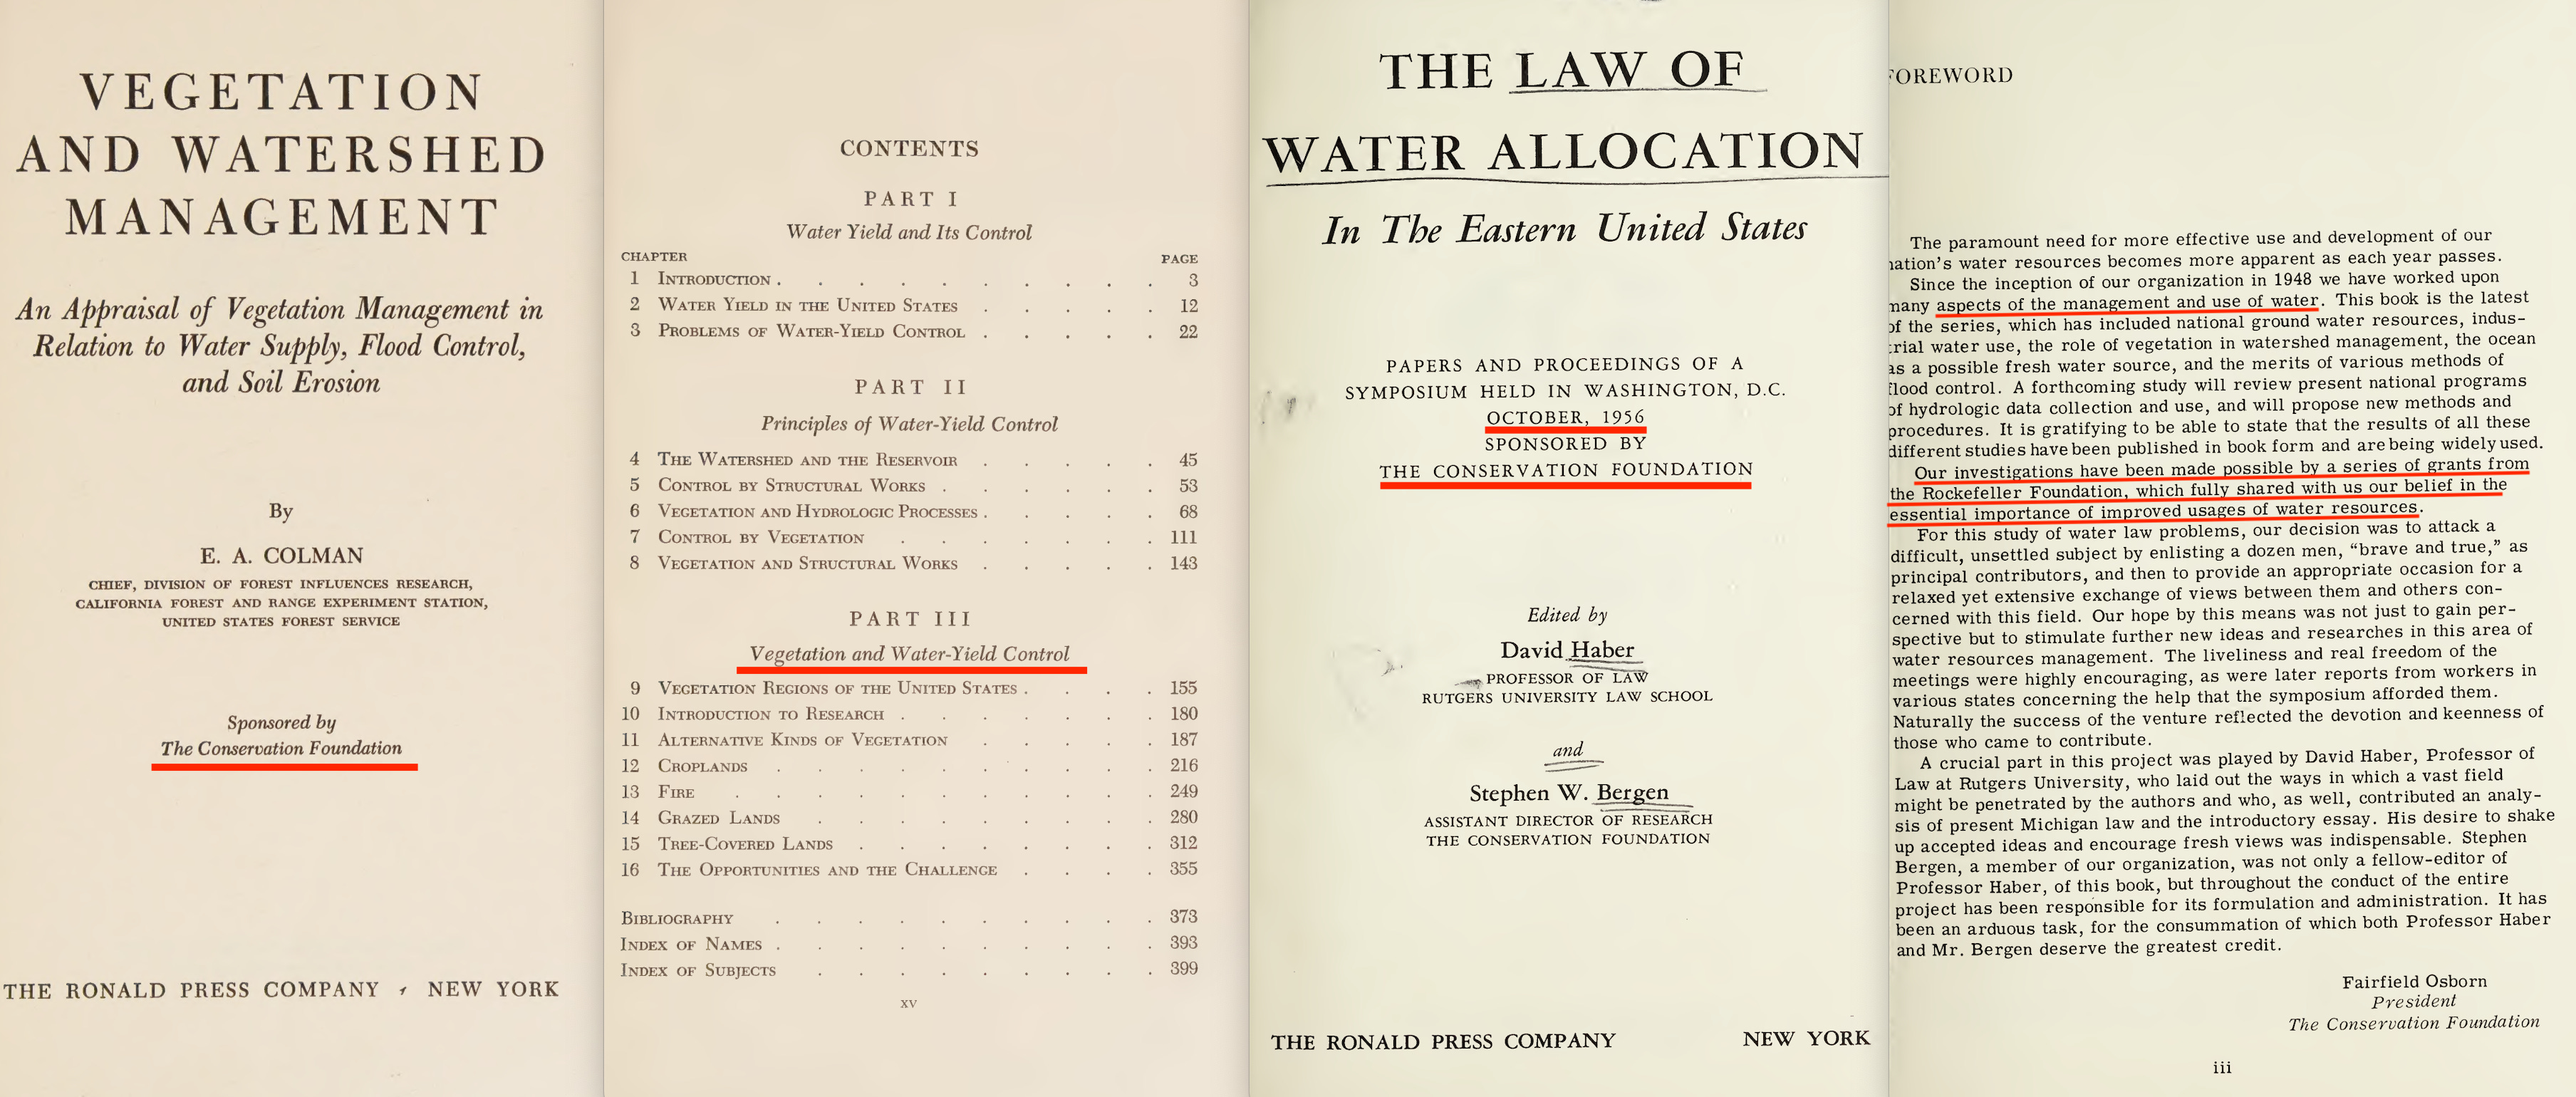 VEGETATION
AND WATERSHED
MANAGEMENT
An Appraisal of Vegetation Management in
Relation to Water Supply, Flood Control,
and Soil Erosion
By
E. A. COLMAN
CHIEF, DIVISION OF FOREST INFLUENCES RESEARCH,
CALIFORNIA FOREST AND RANGE EXPERIMENT STATION,
UNITED STATES FOREST SERVICE
Sponsored by
The Conservation Foundation
THE RONALD PRESS COMPANY , NEW YORK
CONTENTS
PART I
Water Yield and Its Control
CHAPTER PAGE
1 INTRODUCTION . . . . . . . . . 3
2 WATER YIELD IN THE UNITED STATES . . . . . 12
3 PROBLEMS OF WATER-YIELD CONTROL . . . . . 22
PART II
Principles of Water-Yield Control
4 THE WATERSHED AND THE RESERVOIR . . . . . 45
5 CONTROL BY STRUCTURAL WORKS . . . . . . 53
6 VEGETATION AND HYDROLOGIC PROCESSES . . . . . 68
7 CONTROL BY VEGETATION . . . . . . 111
8 VEGETATION AND STRUCTURAL WORKS . . . . . 143
PART III
Vegetation and Water-Yield Control
9 VEGETATION REGIONS OF THE UNITED STATES . . . . 155
10 INTRODUCTION TO RESEARCH . . . . . . . 180
11 ALTERNATIVE KINDS OF VEGETATION . . . . . 187
12 CROPLANDS . . . . . . . . . . 216
13 FIRE . . . . . . . . . . . 249
14 GRAZED LANDS . . . . . . . . . 280
15 TREE-COVERED LANDS . . . . . . . . 312
16 THE OPPORTUNITIES AND THE CHALLENGE . . . . 355
BIBLIOGRAPHY . . . . . . . . . . 373
INDEX OF NAMES . . . . . . . . . . 393
INDEX OF SUBJECTS . . . . . . . . . 399
xv
THE LAW OF
WATER ALLOCATION
In The Eastern United States
PAPERS AND PROCEEDINGS OF A
SYMPOSIUM HELD IN WASHINGTON, D.C.
OCTOBER, 1956
SPONSORED BY
THE CONSERVATION FOUNDATION
Edited by
David Haber
PROFESSOR OF LAW
RUTGERS UNIVERSITY LAW SCHOOL
and
Stephen W. Bergen
ASSISTANT DIRECTOR OF RESEARCH
THE CONSERVATION FOUNDATION
THE RONALD PRESS COMPANY NEW YORK
FOREWORD
The paramount need for more effective use and development of our
nation's water resources becomes more apparent as each year passes.
Since the inception of our organization in 1948 we have worked upon
many aspects of the management and use of water. This book is the latest
of the series, which has included national ground water resources, indus-
trial water use, the role of vegetation in watershed management, the ocean
as a possible fresh water source, and the merits of various methods of
flood control. A forthcoming study will review present national programs
of hydrologic data collection and use, and will propose new methods and
procedures. It is gratifying to be able to state that the results of all these
different studies have been published in book form and are being widely used.
Our investigations have been made possible by a series of grants from
the Rockefeller Foundation, which fully shared with us our belief in the
essential importance of improved usages of water resources.
For this study of water law problems, our decision was to attack a
difficult, unsettled subject by enlisting a dozen men, "brave and true," as
principal contributors, and then to provide an appropriate occasion for a
relaxed yet extensive exchange of views between them and others con-
cerned with this field. Our hope by this means was not just to gain per-
spective but to stimulate further new ideas and researches in this area of
water resources management. The liveliness and real freedom of the
meetings were highly encouraging, as were later reports from workers in
various states concerning the help that the symposium afforded them.
Naturally the success of the venture reflected the devotion and keenness of
those who came to contribute.
A crucial part in this project was played by David Haber, Professor of
Law at Rutgers University, who laid out the ways in which a vast field
might be penetrated by the authors and who, as well, contributed an analy-
sis of present Michigan law and the introductory essay. His desire to shake
up accepted ideas and encourage fresh views was indispensable. Stephen
Bergen, a member of our organization, was not only a fellow-editor of
Professor Haber, of this book, but throughout the conduct of the entire
project has been responsible for its formulation and administration. It has
been an arduous task, for the consummation of which both Professor Haber
and Mr. Bergen deserve the greatest credit.
Fairfield Osborn
President
The Conservation Foundation
iii